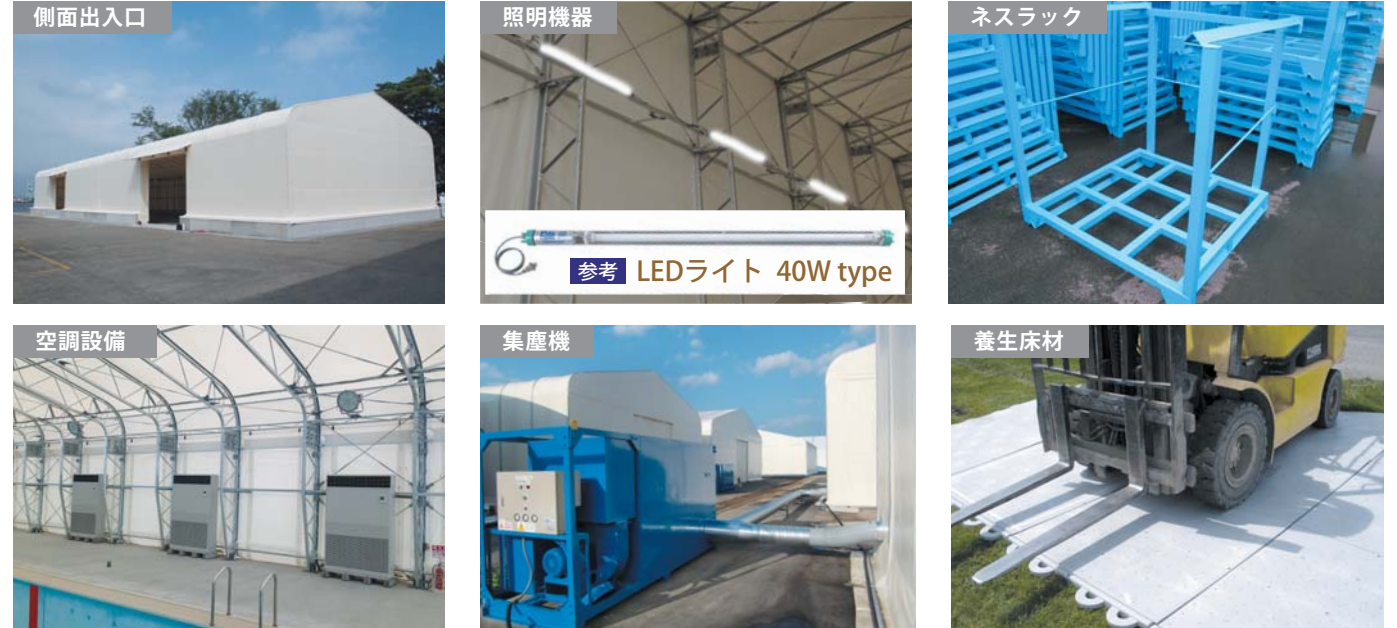 側面出入口
照明機器
ネスラック
参考 LEDライト 40W type
空調設備
集塵機
養生床材